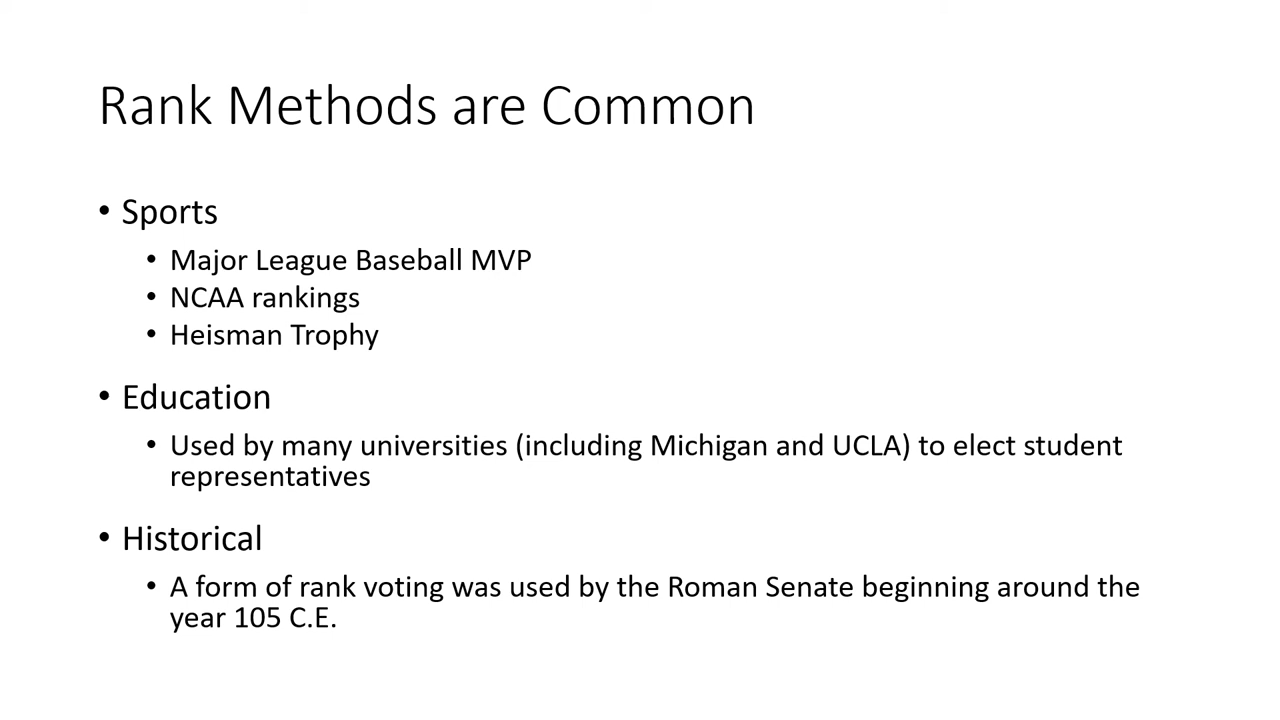 Rank Methods are Common
• Sports
• Major League Baseball MVP
• NCAA rankings
• Heisman Trophy
• Education
• Used by many universities (including Michigan and UCLA) to elect student
representatives
• Historical
• A form of rank voting was used by the Roman Senate beginning around the
year 105 C.E.